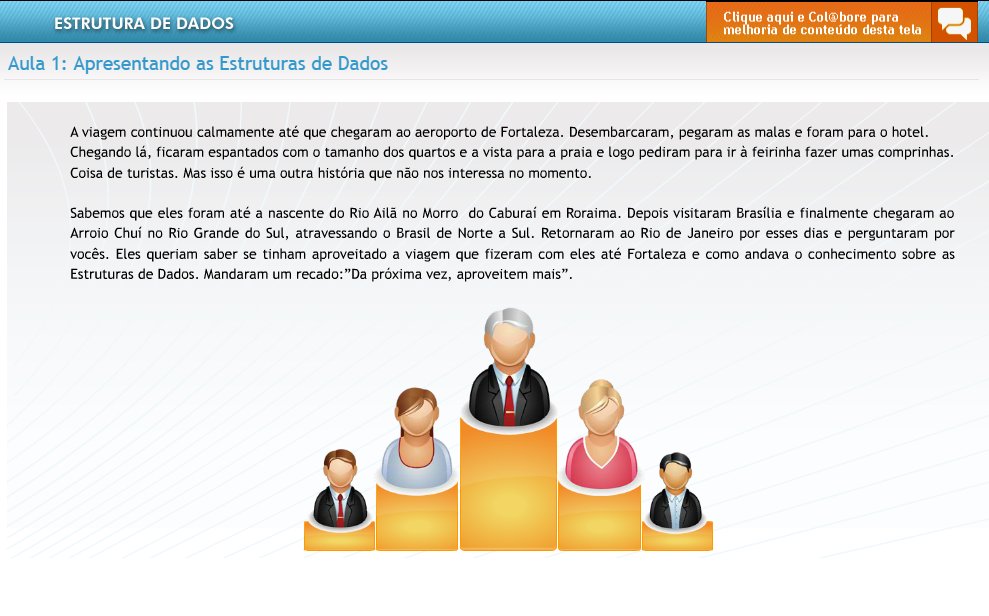 ESTRUTURA DE DADOS
Clique aqui e Col@bore para
melhoria de conteúdo desta tela
Aula 1: Apresentando as Estruturas de Dados
A viagem continuou calmamente até que chegaram ao aeroporto de Fortaleza. Desembarcaram, pegaram as malas e foram para o hotel.
Chegando lá, ficaram espantados com o tamanho dos quartos e a vista para a praia e logo pediram para ir à feirinha fazer umas comprinhas.
Coisa de turistas. Mas isso é uma outra história que não nos interessa no momento.
Sabemos que eles foram até a nascente do Rio Ailã no Morro do Caburaí em Roraima. Depois visitaram Brasília e finalmente chegaram ao
Arroio Chuí no Rio Grande do Sul, atravessando o Brasil de Norte a Sul. Retornaram ao Rio de Janeiro por esses dias e perguntaram por
vocês. Eles queriam saber se tinham aproveitado a viagem que fizeram com eles até Fortaleza e como andava o conhecimento sobre as
Estruturas de Dados. Mandaram um recado:”Da próxima vez, aproveitem mais”.